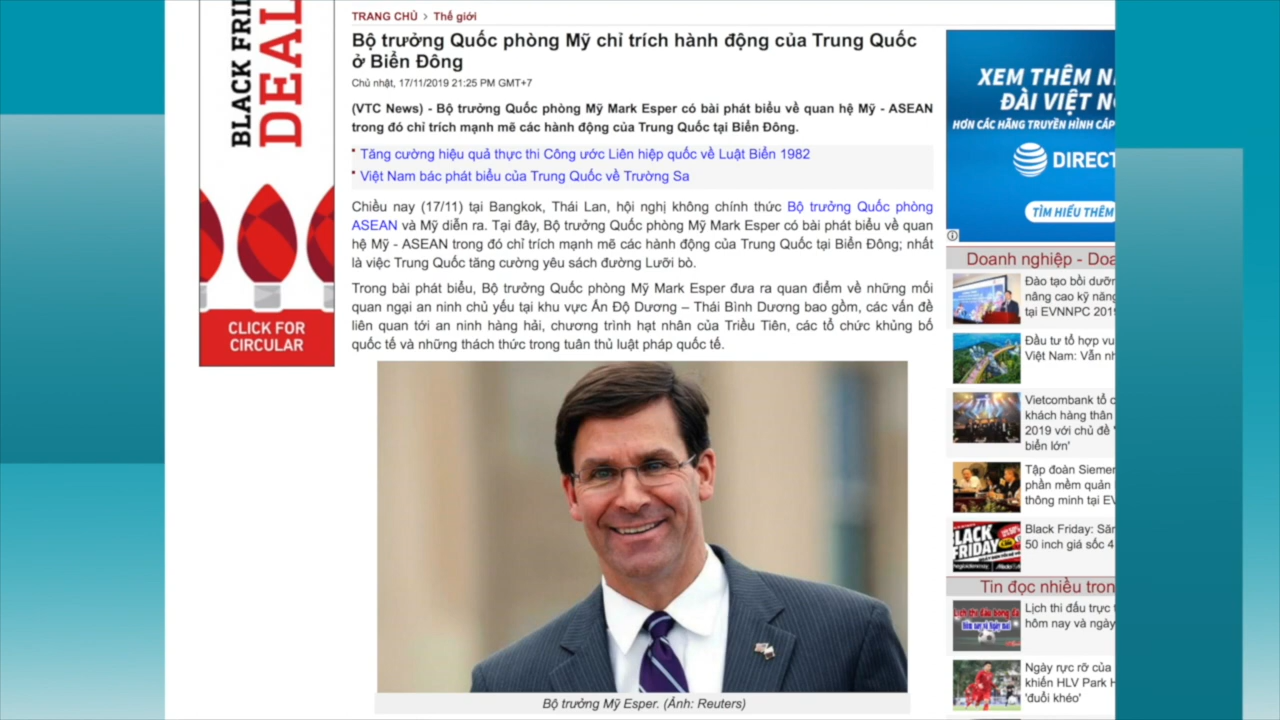 BLACK FRI
DEAL
CLICK FOR
CIRCULAR
TRANG CHỦ > Thế giới
Bộ trưởng Quốc phòng Mỹ chỉ trích hành động của Trung Quốc
ở Biển Đông
Chủ nhật, 17/11/2019 21:25 PM GMT+7
(VTC News) - Bộ trưởng Quốc phòng Mỹ Mark Esper có bài phát biểu về quan hệ Mỹ - ASEAN
trong đó chỉ trích mạnh mẽ các hành động của Trung Quốc tại Biển Đông.
Tăng cường hiệu quả thực thi Công ước Liên hiệp quốc về Luật Biển 1982
Việt Nam bác phát biểu của Trung Quốc về Trường Sa
Chiều nay (17/11) tại Bangkok, Thái Lan, hội nghị không chính thức Bộ trưởng Quốc phòng
ASEAN và Mỹ diễn ra. Tại đây, Bộ trưởng Quốc phòng Mỹ Mark Esper có bài phát biểu về quan
hệ Mỹ - ASEAN trong đó chỉ trích mạnh mẽ các hành động của Trung Quốc tại Biển Đông; nhất
là việc Trung Quốc tăng cường yêu sách đường Lưỡi bò.
Trong bài phát biểu, Bộ trưởng Quốc phòng Mỹ Mark Esper đưa ra quan điểm về những mối
quan ngại an ninh chủ yếu tại khu vực Ấn Độ Dương – Thái Bình Dương bao gồm, các vấn đề
liên quan tới an ninh hàng hải, chương trình hạt nhân của Triều Tiên, các tổ chức khủng bố
quốc tế và những thách thức trong tuân thủ luật pháp quốc tế.
Bộ trưởng Mỹ Esper. (Ảnh: Reuters)
XEM THÊM N
ĐÀI VIỆT N
HƠN CÁC HÃNG TRUYỀN HÌNH CÁP
DIRECT
TÌM HIỂU THÊM
Doanh nghiệp - Doa
Đào tạo bồi dưỡn
nâng cao kỹ năng
tại EVNNPC 2019
Đầu tư tổ hợp vu
Việt Nam: Vẫn nh
Vietcombank tổ c
khách hàng thân
2019 với chủ đề '
biển lớn'
Tập đoàn Siemer
phần mềm quản
thông minh tại EV
BLACK
FRIDAY
Black Friday: Săn
50 inch giá sốc 4
Tin đọc nhiều tron
Lịch thi đấu bóng đá
hôm nay và ngày mai
Lịch thi đấu trực t
hôm nay và ngày
Ngày rực rỡ của
khiến HLV Park H
'đuối khéo'